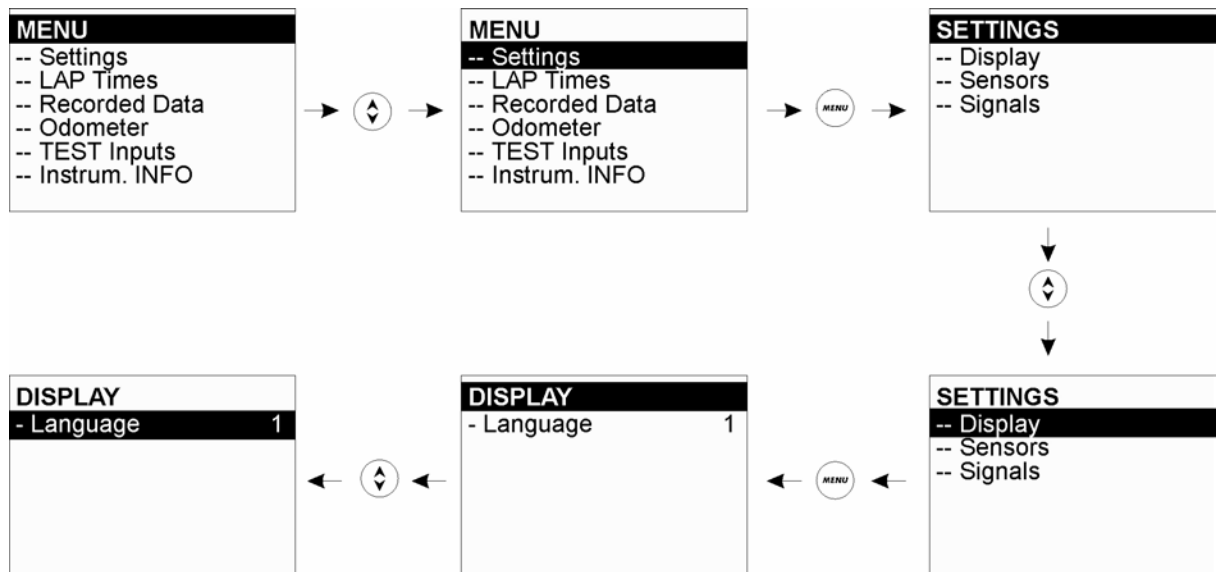 MENU
-- Settings
-- LAP Times
-- Recorded Data
-- Odometer
-- TEST Inputs
-- Instrum. INFO
MENU
-- Settings
-- LAP Times
-- Recorded Data
-- Odometer
-- TEST Inputs
-- Instrum. INFO
MENU
SETTINGS
-- Display
-- Sensors
-- Signals
SETTINGS
-- Display
-- Sensors
-- Signals
MENU
DISPLAY
- Language 1
DISPLAY
- Language 1